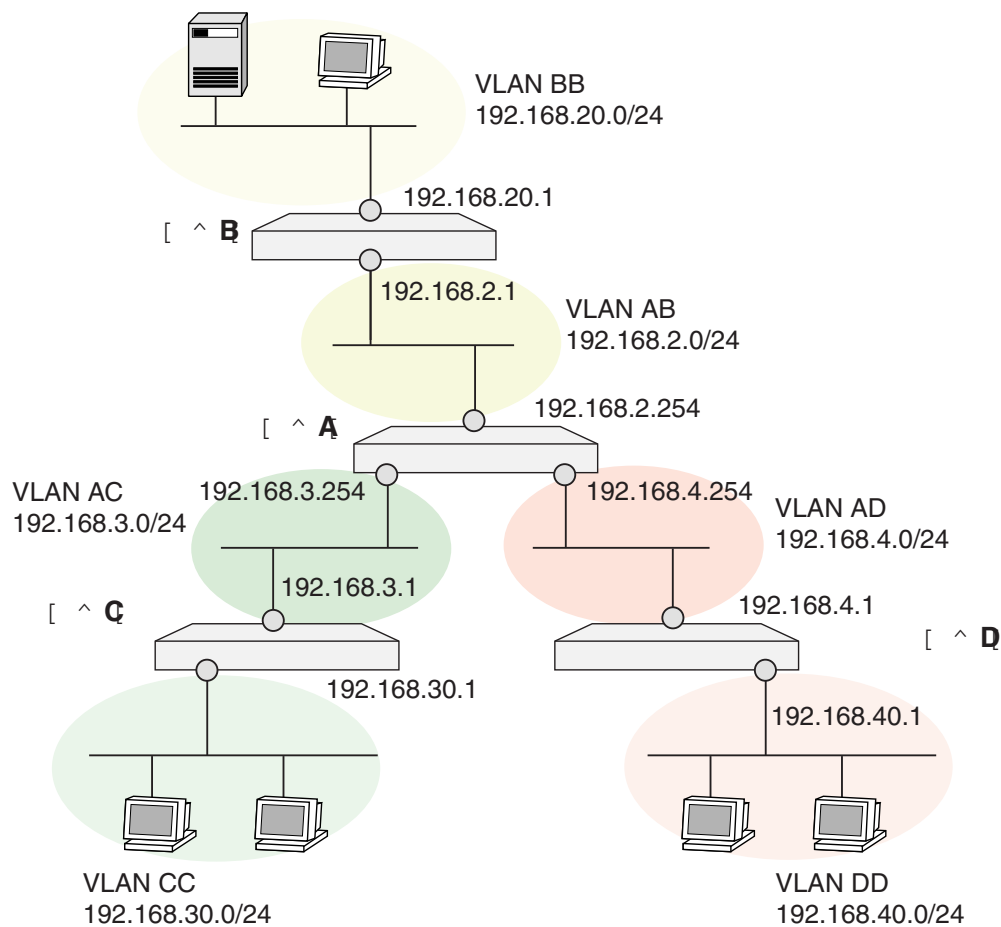 VLAN BB
192.168.20.0/24
192.168.20.1
B
192.168.2.1
VLAN AB
192.168.2.0/24
192.168.2.254
A
VLAN AC
192.168.3.0/24
192.168.3.254
192.168.4.254
VLAN AD
192.168.4.0/24
192.168.3.1
C
192.168.4.1
D
192.168.30.1
192.168.40.1
VLAN CC
192.168.30.0/24
VLAN DD
192.168.40.0/24